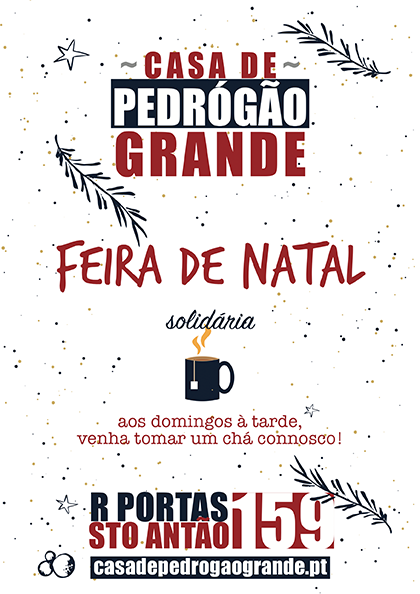 ~ CASA DE ~
PEDRÓGÃO
GRANDE
FEIRA DE NATAL
solidária
aos domingos à tarde,
venha tomar um chá connosco!
R PORTAS
STO ANTÃO 159
casadepedrogaogrande.pt